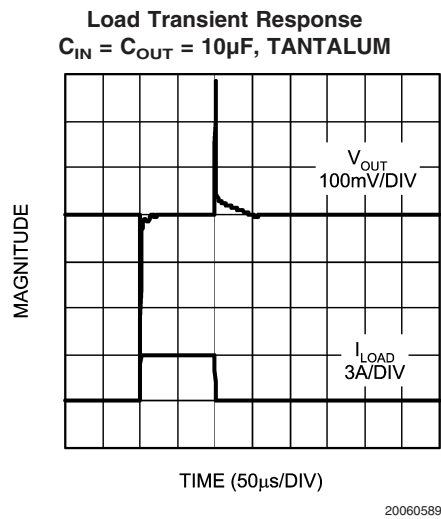 Load Transient Response
C_IN = C_OUT = 10µF, TANTALUM
V_OUT
100mV/DIV
MAGNITUDE
I_LOAD
3A/DIV
TIME (50µs/DIV)
20060589